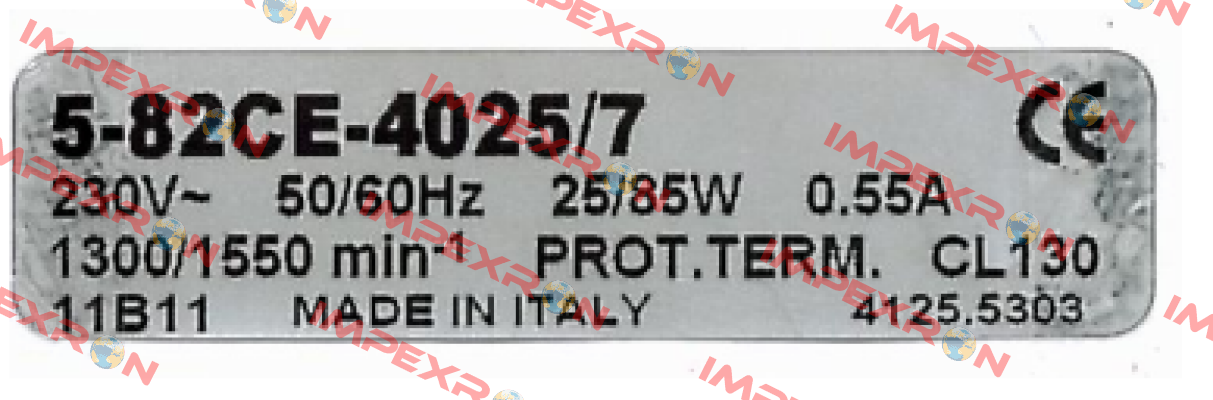 5-82CE-4025/7
CE
230V~ 50/60Hz 25/85W 0.55A
1300/1550 min-1 PROT.TERM. CL130
11B11 MADE IN ITALY 4125.5303
IMPEXRON